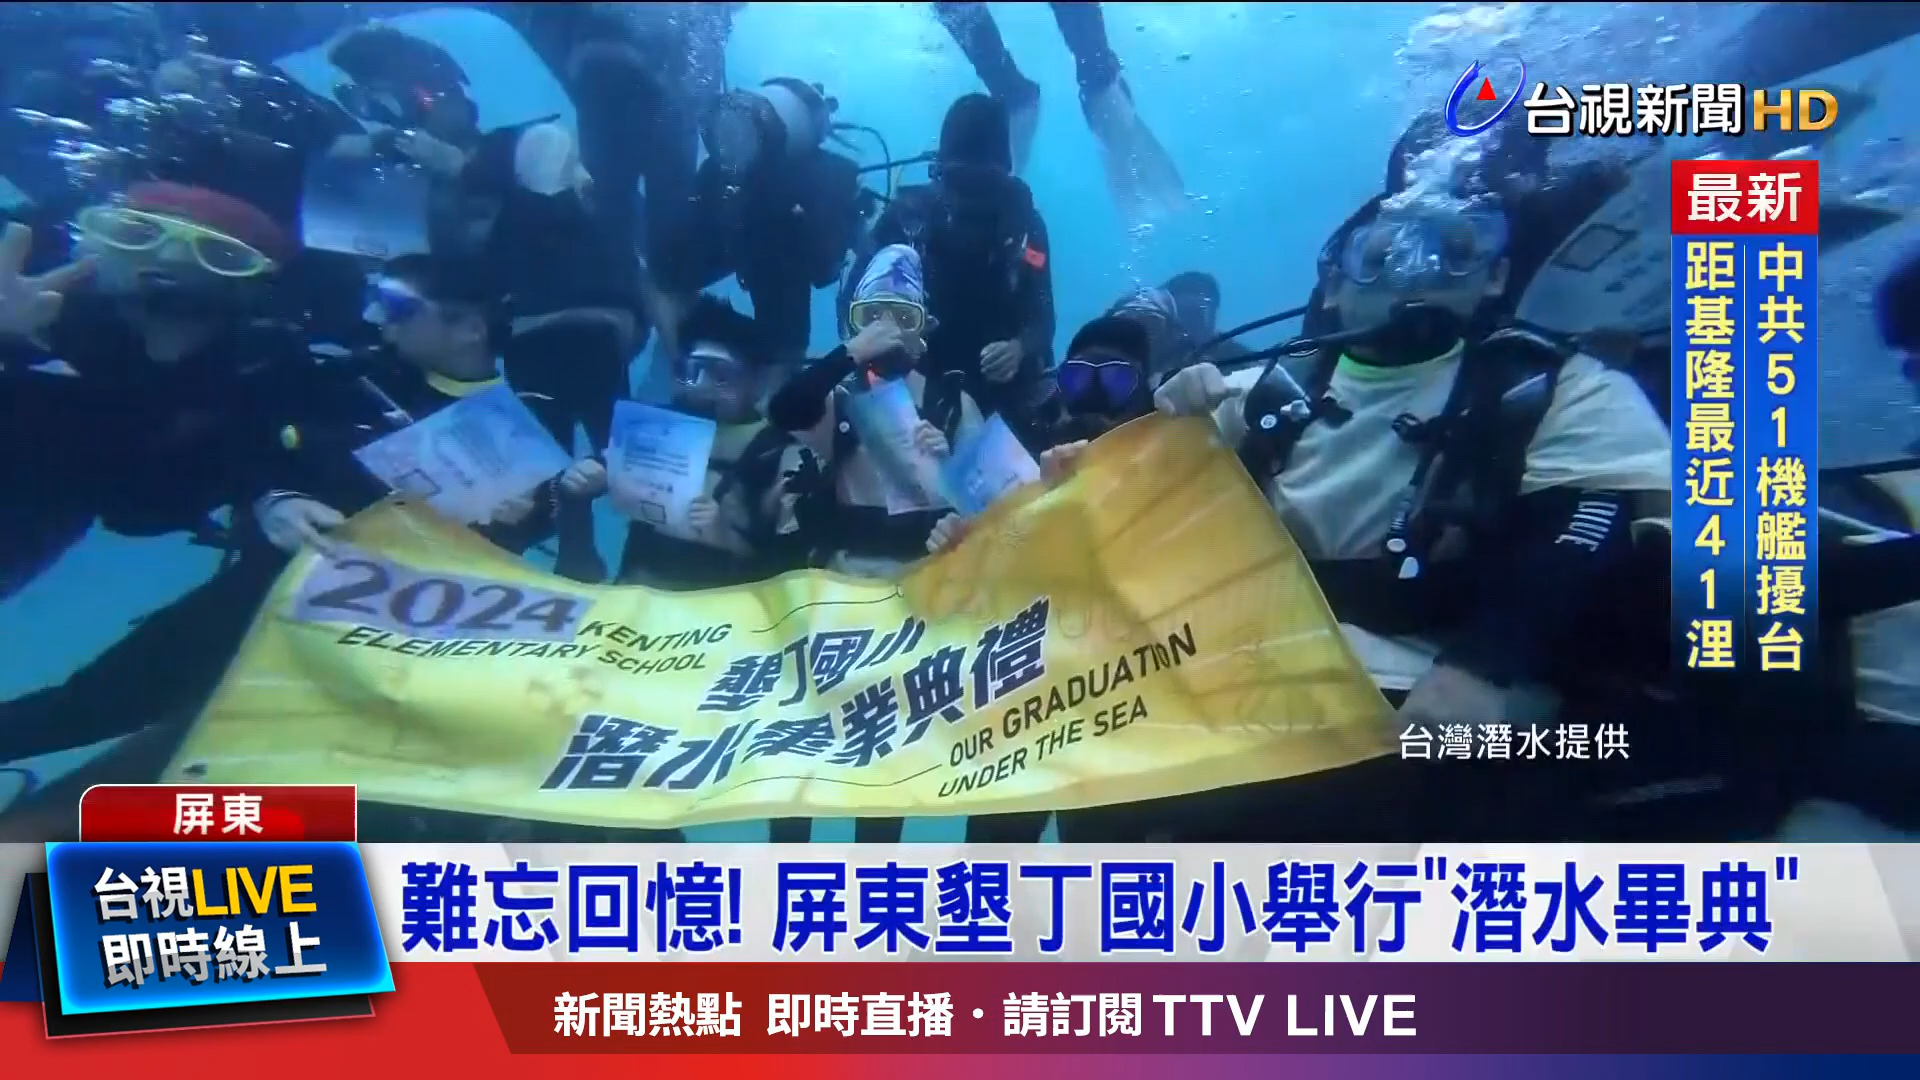 台視新聞HD
最新
中共51機艦擾台
距基隆最近41浬
2024
KENTING
ELEMENTARY SCHOOL
墾丁國小
潛水畢業典禮
OUR GRADUATION
UNDER THE SEA
台灣潛水提供
屏東
台視LIVE
即時線上
難忘回憶! 屏東墾丁國小舉行"潛水畢典"
新聞熱點 即時直播・請訂閱TTV LIVE